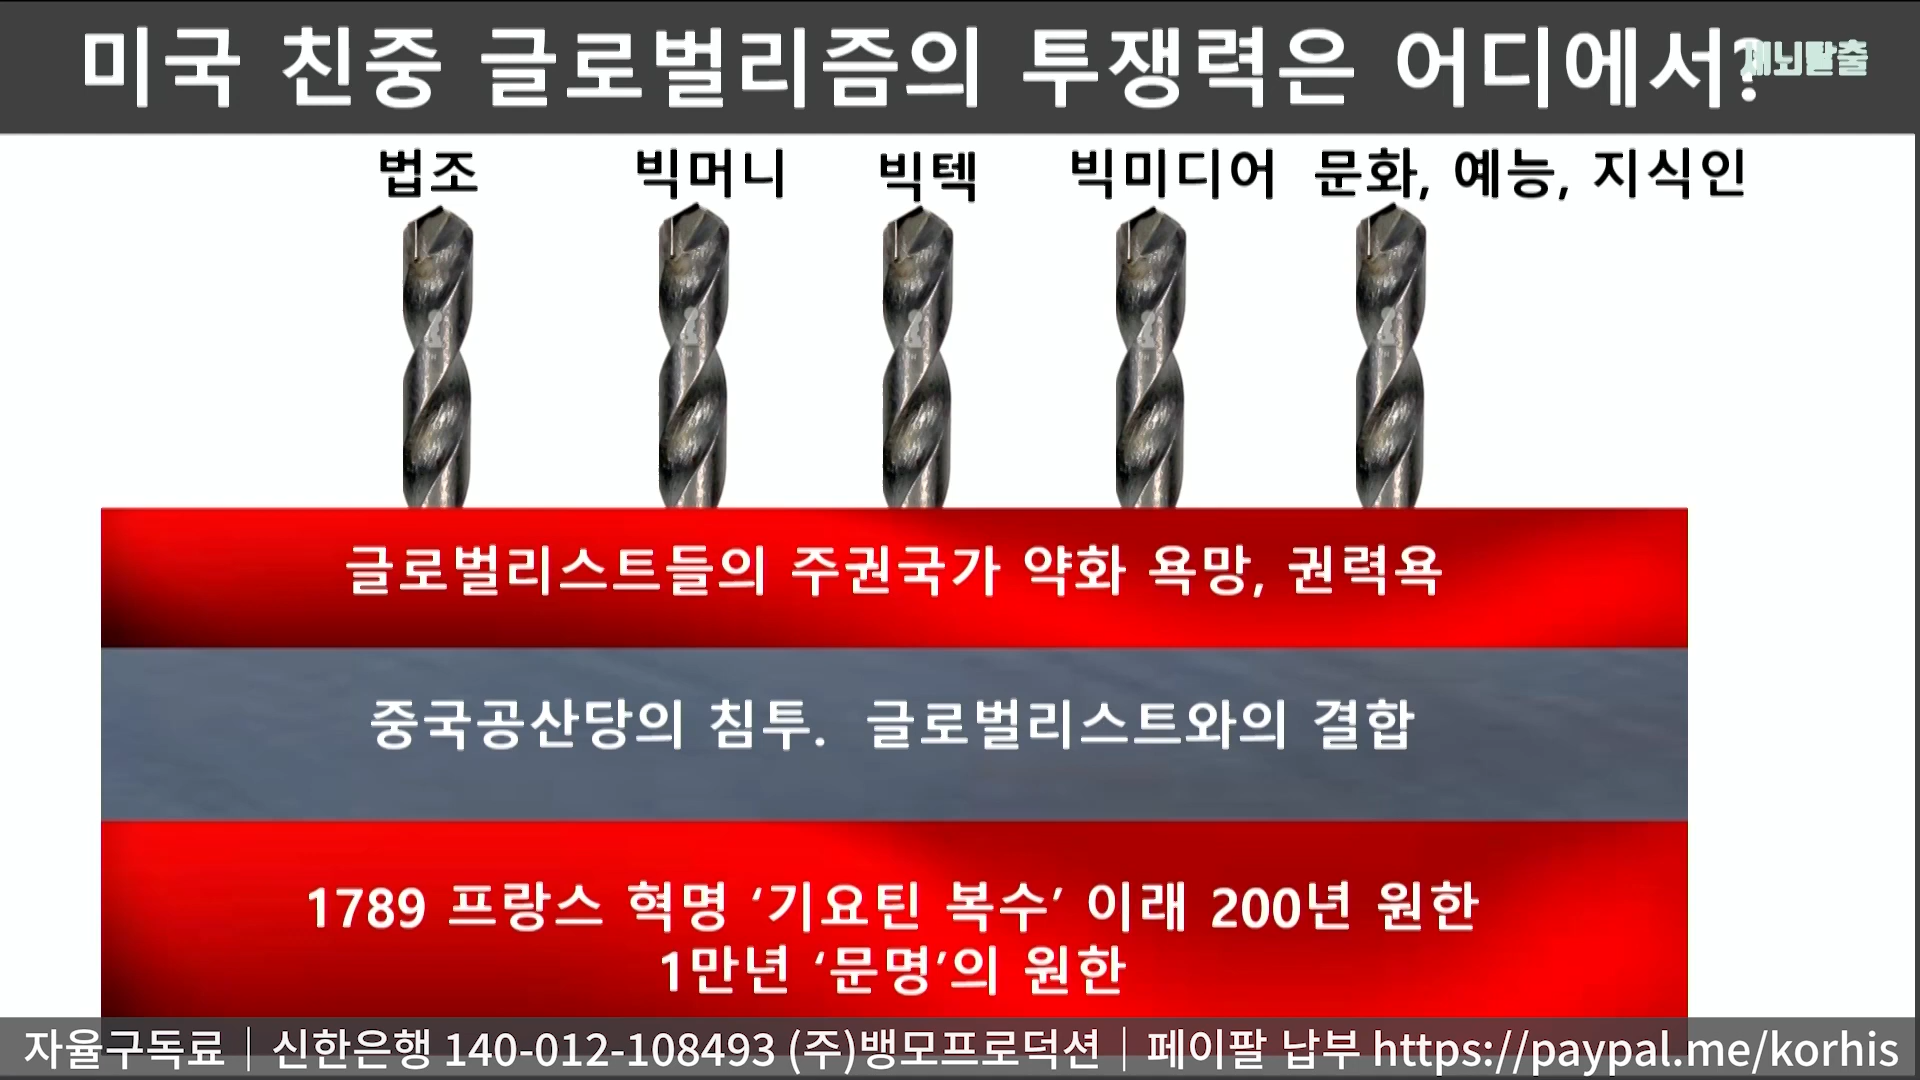 미국 친중 글로벌리즘의 투쟁력은 어디에서?
세뇌탈출
법조 빅머니 빅텍 빅미디어 문화, 예능, 지식인
글로벌리스트들의 주권국가 약화 욕망, 권력욕
중국공산당의 침투. 글로벌리스트와의 결합
1789 프랑스 혁명 ‘기요틴 복수’ 이래 200년 원한
1만년 ‘문명’의 원한
자율구독료│신한은행 140-012-108493 (주)뱅모프로덕션│페이팔 납부 https://paypal.me/korhis